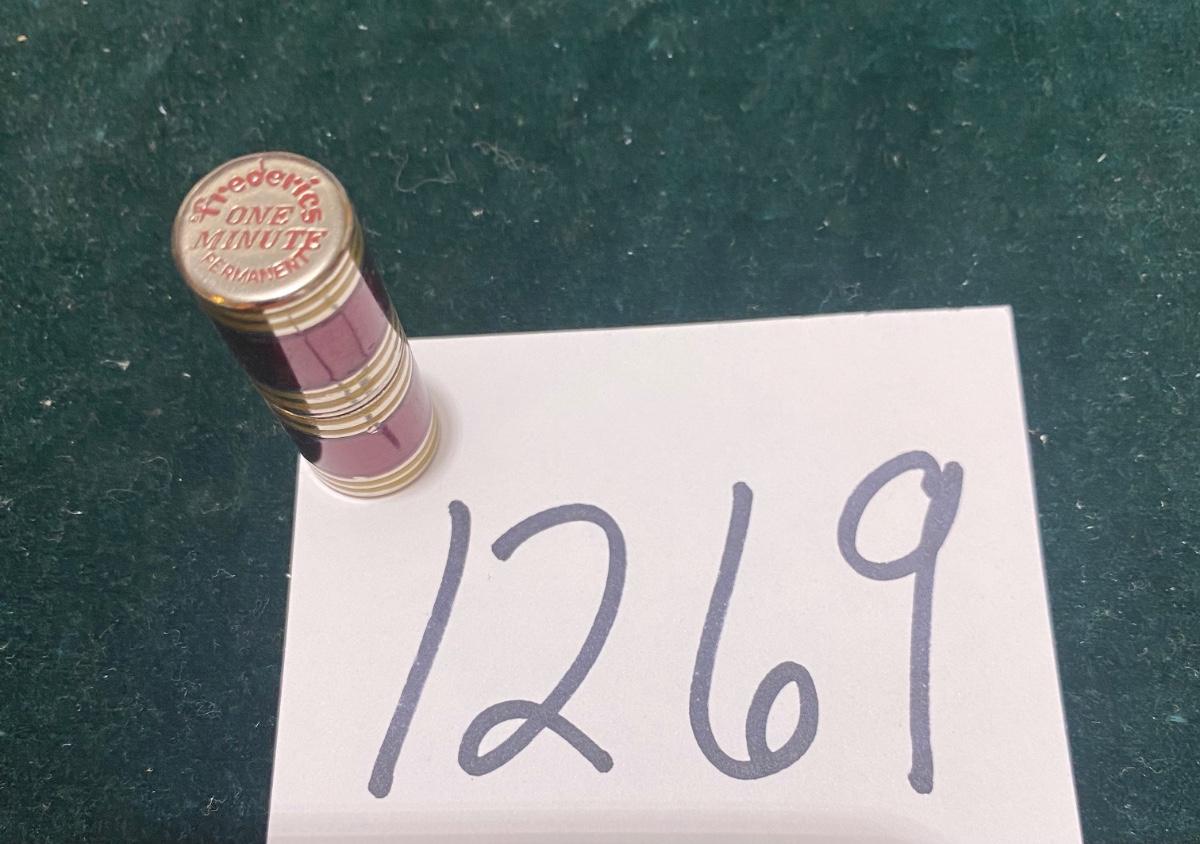 Frederics
ONE
MINUTE
PERMANENT
1269